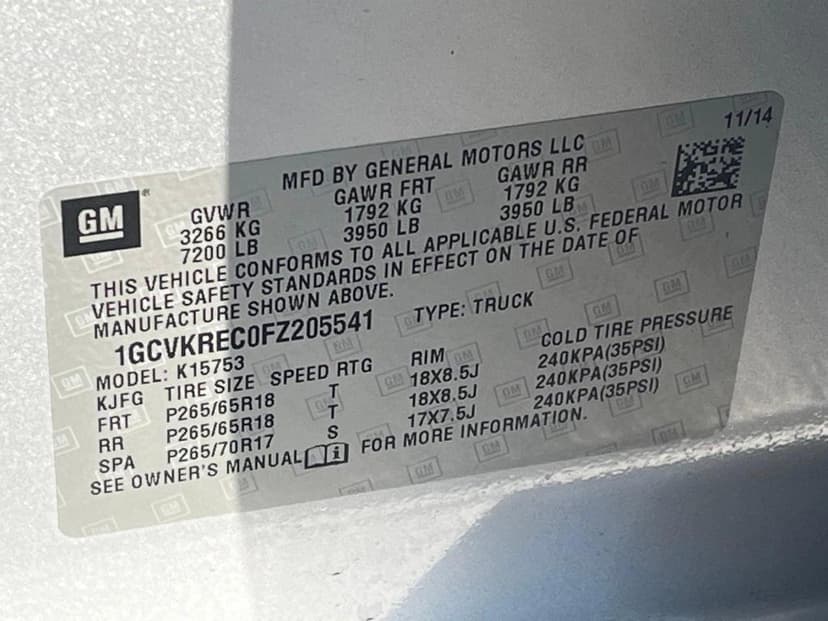 11/14
MFD BY GENERAL MOTORS LLC
GM®
GVWR GAWR FRT GAWR RR
3266 KG 1792 KG 1792 KG
7200 LB 3950 LB 3950 LB
THIS VEHICLE CONFORMS TO ALL APPLICABLE U.S. FEDERAL MOTOR
VEHICLE SAFETY STANDARDS IN EFFECT ON THE DATE OF
MANUFACTURE SHOWN ABOVE.
1GCVKREC0FZ205541 TYPE: TRUCK
MODEL: K15753
KJFG TIRE SIZE SPEED RTG RIM COLD TIRE PRESSURE
FRT P265/65R18 T 18X8.5J 240KPA(35PSI)
RR P265/65R18 T 18X8.5J 240KPA(35PSI)
SPA P265/70R17 S 17X7.5J 240KPA(35PSI)
SEE OWNER'S MANUAL i FOR MORE INFORMATION.